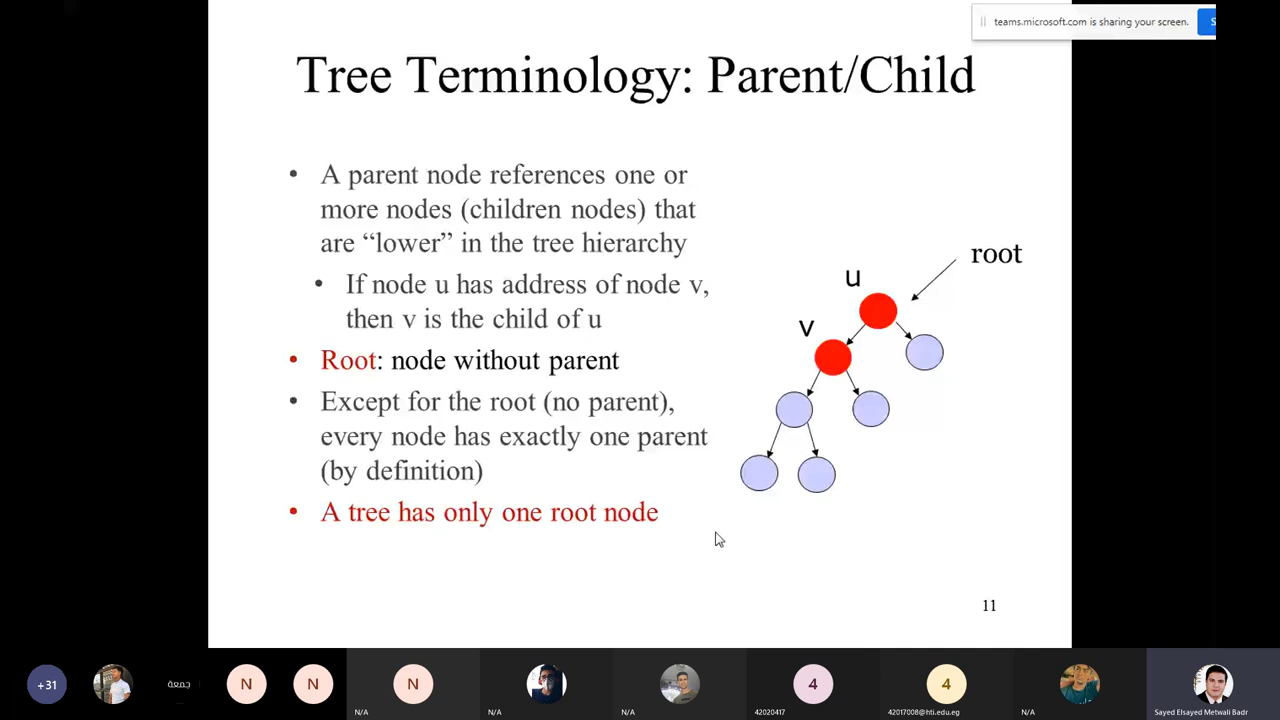 teams.microsoft.com is sharing your screen.
S
Tree Terminology: Parent/Child
• A parent node references one or
more nodes (children nodes) that
are “lower” in the tree hierarchy
• If node u has address of node v,
then v is the child of u
• Root: node without parent
• Except for the root (no parent),
every node has exactly one parent
(by definition)
• A tree has only one root node
root
u
v
11
+31
جمعة
N
N
N
4
4
N/A
N/A
N/A
42020417
42017008@hti.edu.eg
N/A
Sayed Elsayed Metwali Badr